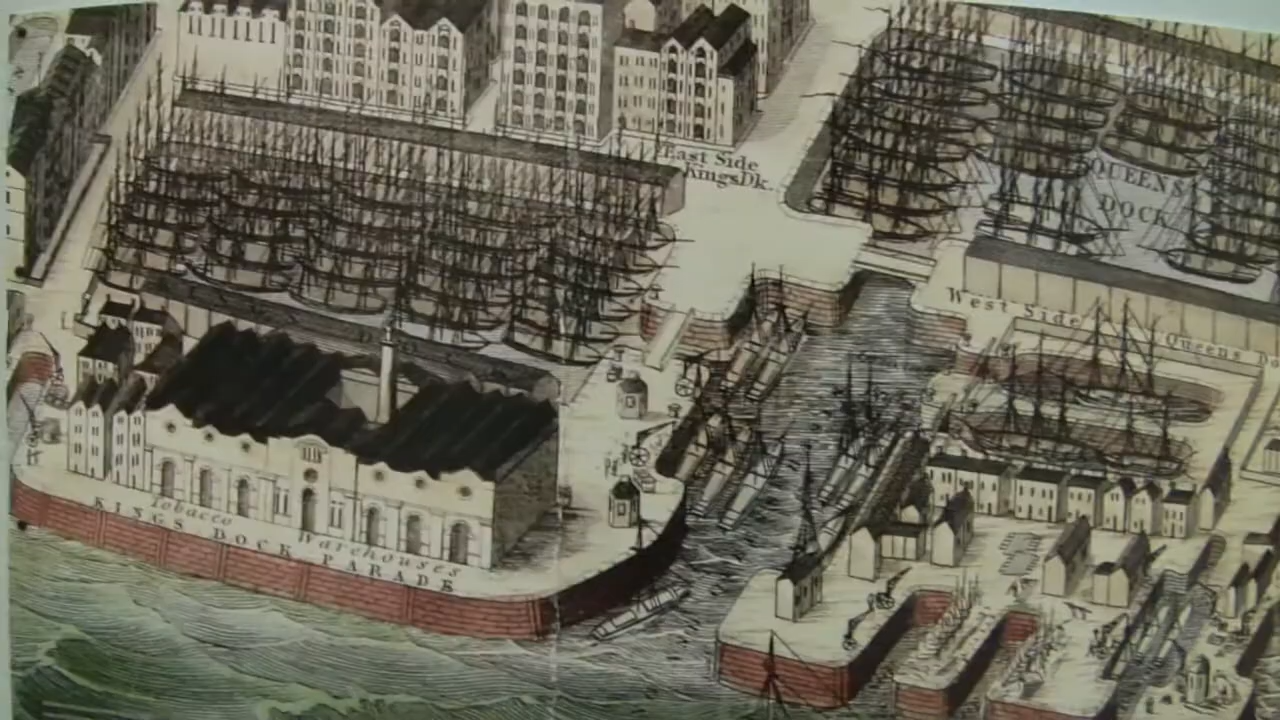 East Side
Kings Dk.
QUEENS
DOCK
West Side Queens
Tobacco Warehouses
KINGS DOCK PARADE